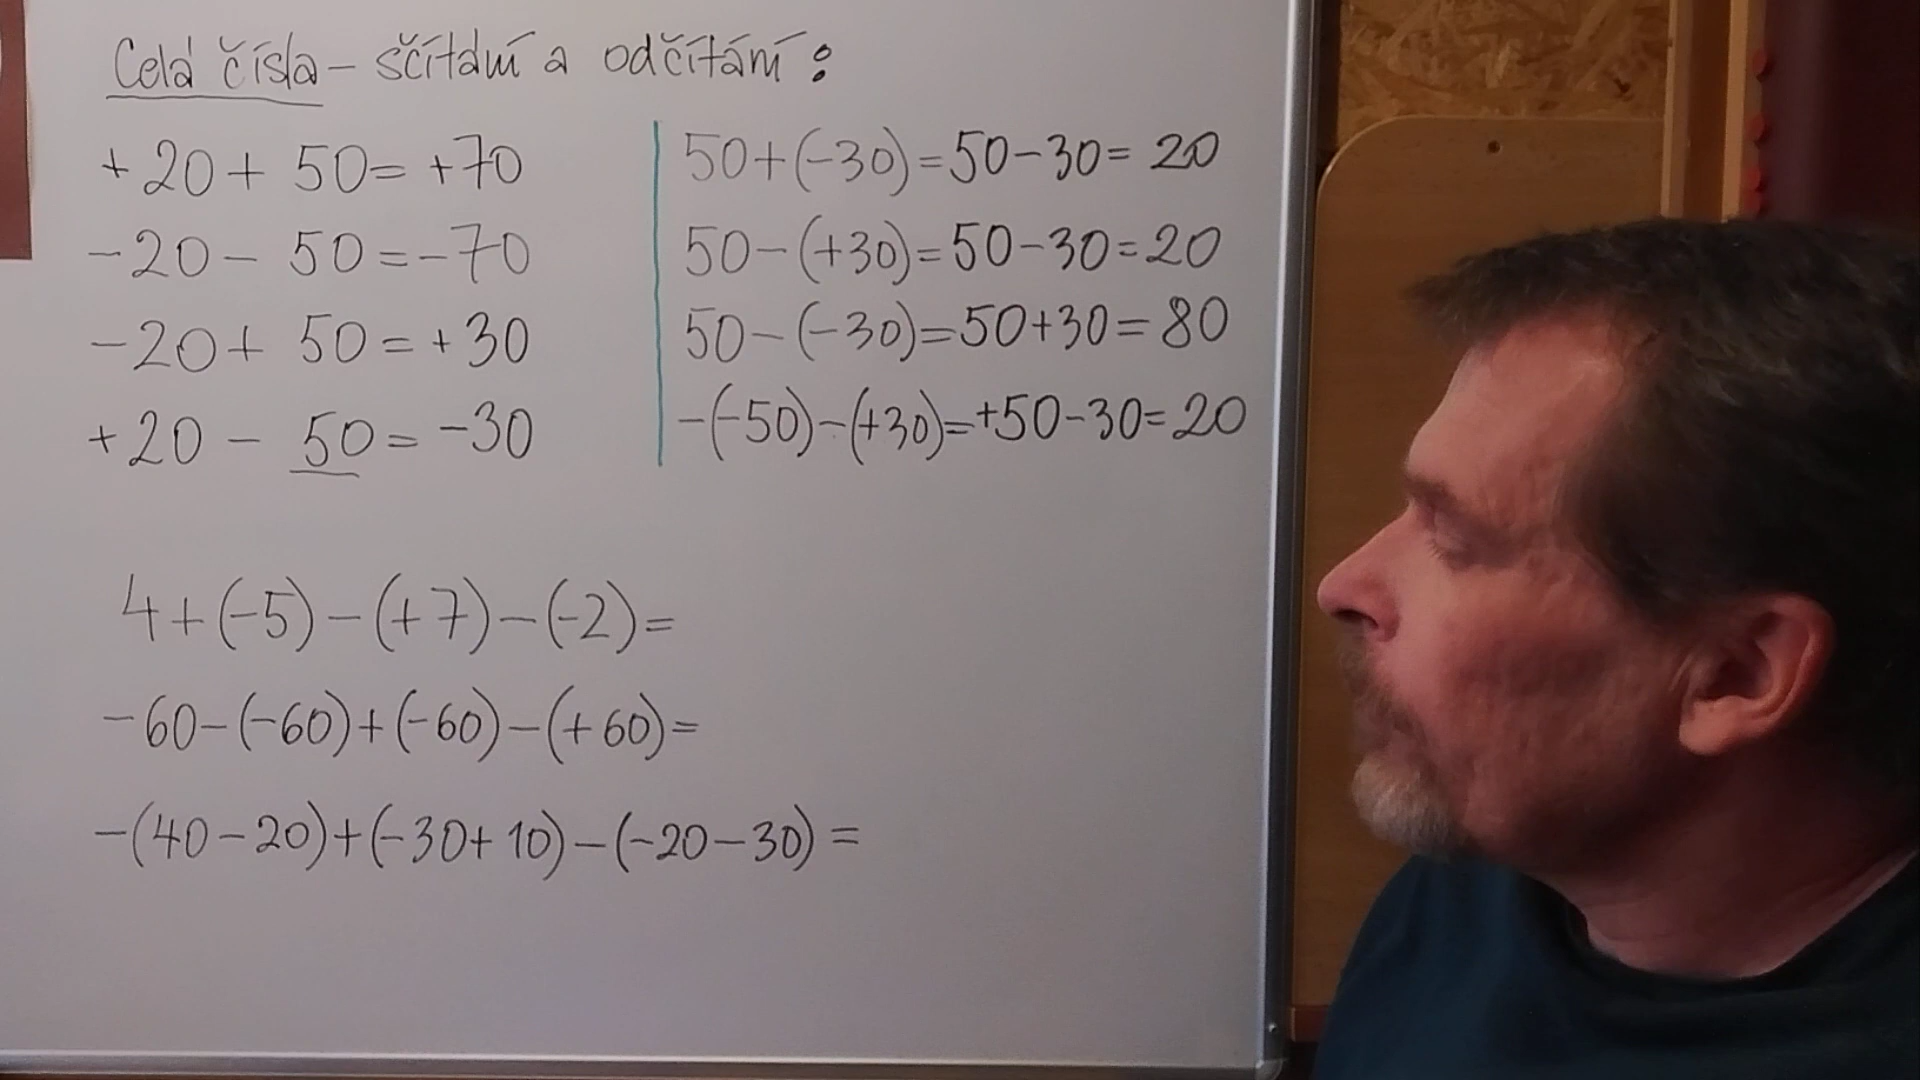 Celá čísla - sčítání a odčítání :
+20 + 50 = +70
-20 - 50 = -70
-20 + 50 = +30
+20 - 50 = -30
50+(-30)=50-30= 20
50-(+30)=50-30=20
50-(-30)=50+30=80
-(-50)-(+30)=+50-30=20
4+(-5)-(+7)-(-2)=
-60-(-60)+(-60)-(+60)=
-(40-20)+(-30+10)-(-20-30)=